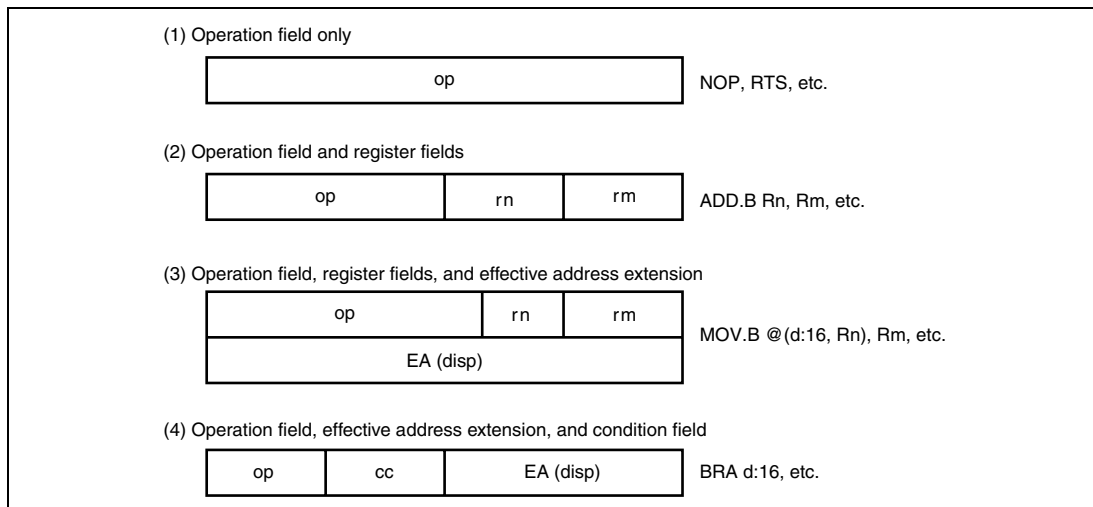 (1) Operation field only
op
NOP, RTS, etc.
(2) Operation field and register fields
op rn rm
ADD.B Rn, Rm, etc.
(3) Operation field, register fields, and effective address extension
op rn rm
MOV.B @(d:16, Rn), Rm, etc.
EA (disp)
(4) Operation field, effective address extension, and condition field
op cc EA (disp)
BRA d:16, etc.